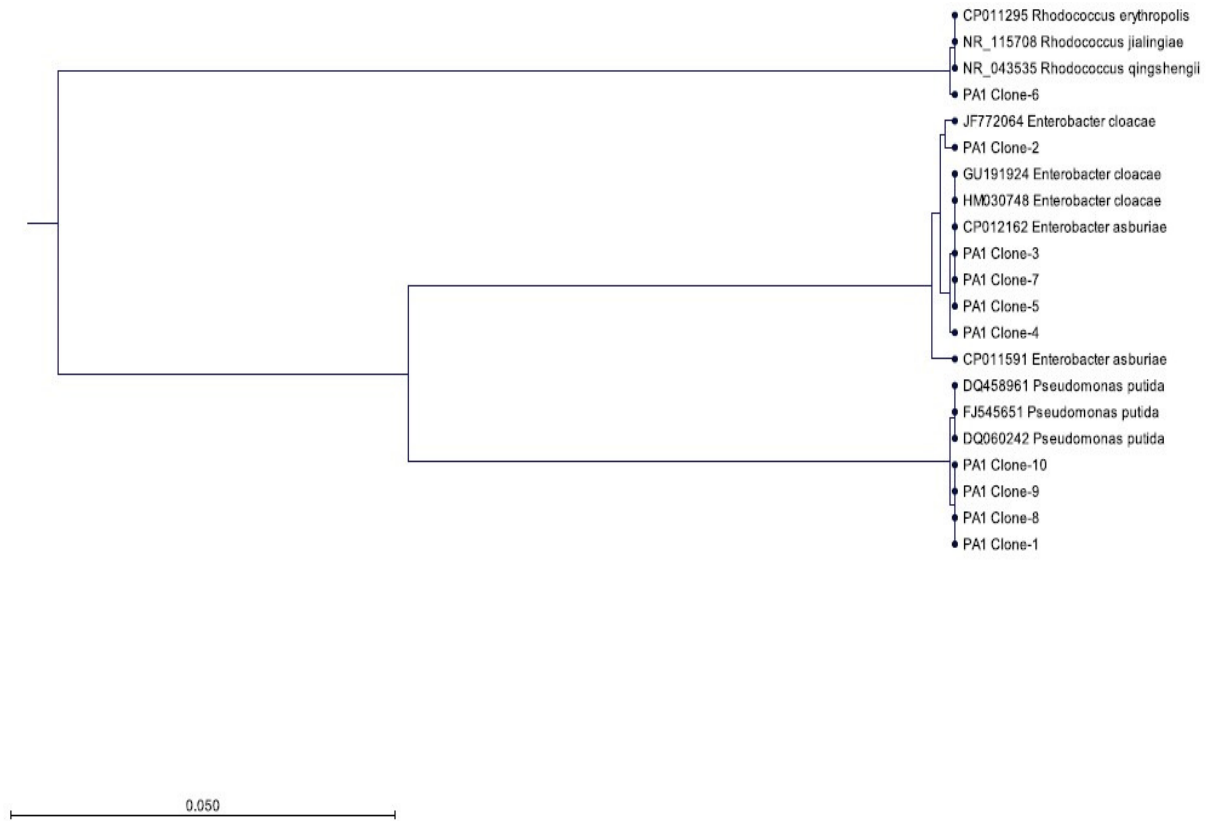 CP011295 Rhodococcus erythropolis
NR_115708 Rhodococcus jialingiae
NR_043535 Rhodococcus qingshengii
PA1 Clone-6
JF772064 Enterobacter cloacae
PA1 Clone-2
GU191924 Enterobacter cloacae
HM030748 Enterobacter cloacae
CP012162 Enterobacter asburiae
PA1 Clone-3
PA1 Clone-7
PA1 Clone-5
PA1 Clone-4
CP011591 Enterobacter asburiae
DQ458961 Pseudomonas putida
FJ545651 Pseudomonas putida
DQ060242 Pseudomonas putida
PA1 Clone-10
PA1 Clone-9
PA1 Clone-8
PA1 Clone-1
0.050